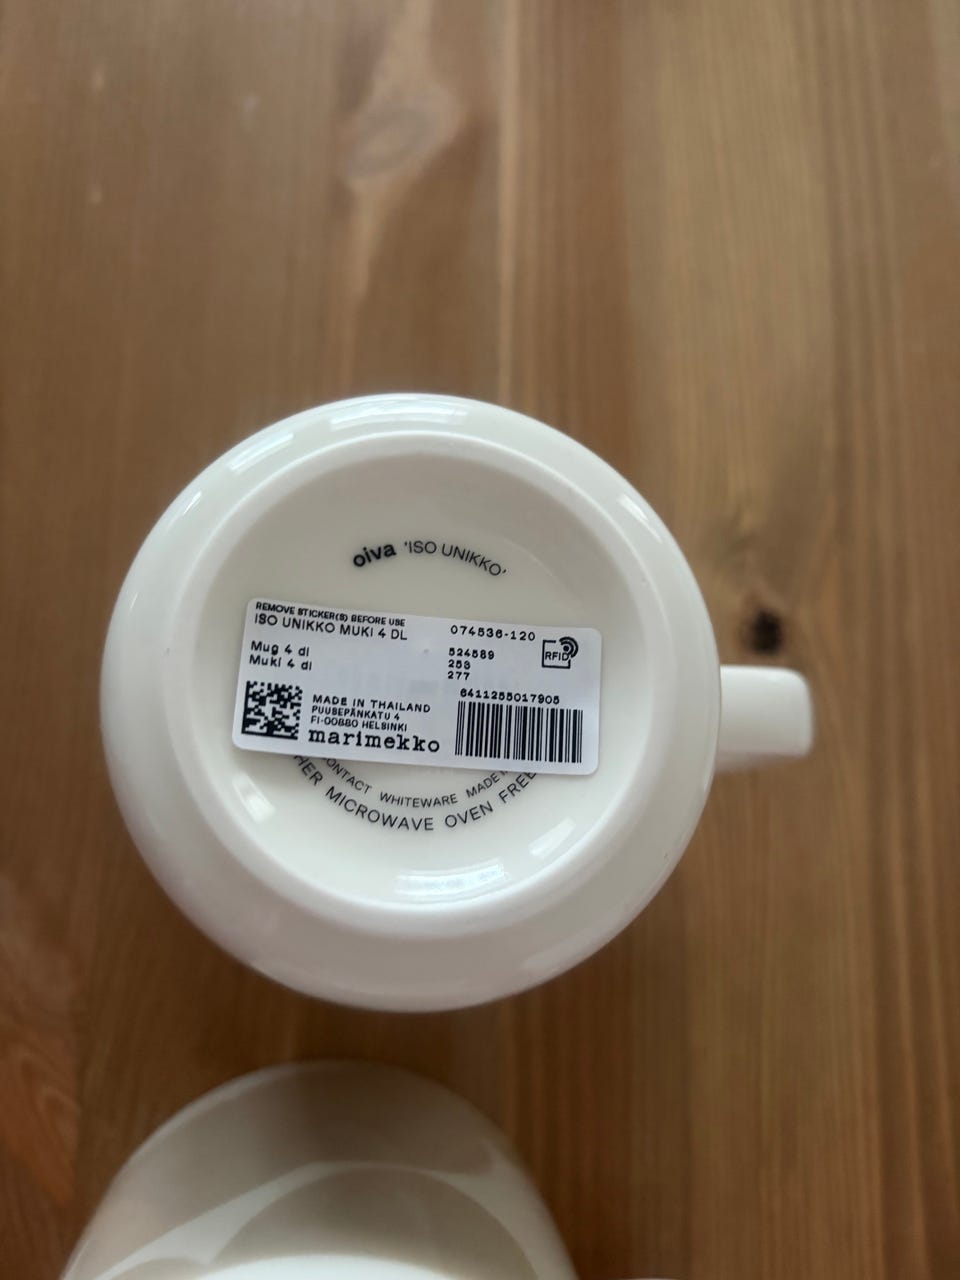 oiva 'ISO UNIKKO'
REMOVE STICKER(S) BEFORE USE
ISO UNIKKO MUKI 4 DL
074536-120
Mug 4 dl
Muki 4 dl
524589
253
277
RFID
6411255017905
MADE IN THAILAND
PUUSEPÄNKATU 4
FI-00880 HELSINKI
marimekko
CONTACT WHITEWARE MADE
MICROWAVE OVEN